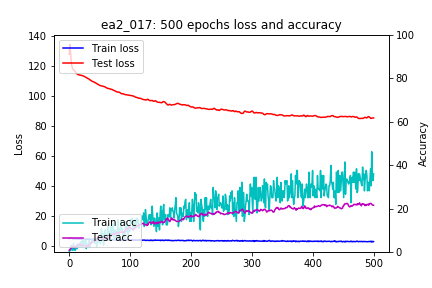 ea2_017: 500 epochs loss and accuracy
Train loss
Test loss
Train acc
Test acc
Loss
Accuracy
0
20
40
60
80
100
120
140
0
20
40
60
80
100
0
100
200
300
400
500